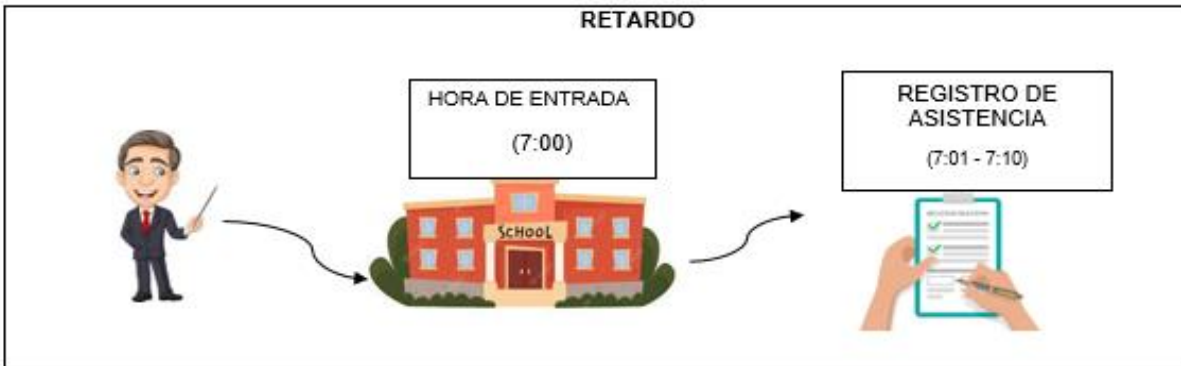 RETARDO
HORA DE ENTRADA
(7:00)
REGISTRO DE
ASISTENCIA
(7:01 - 7:10)
SCHOOL